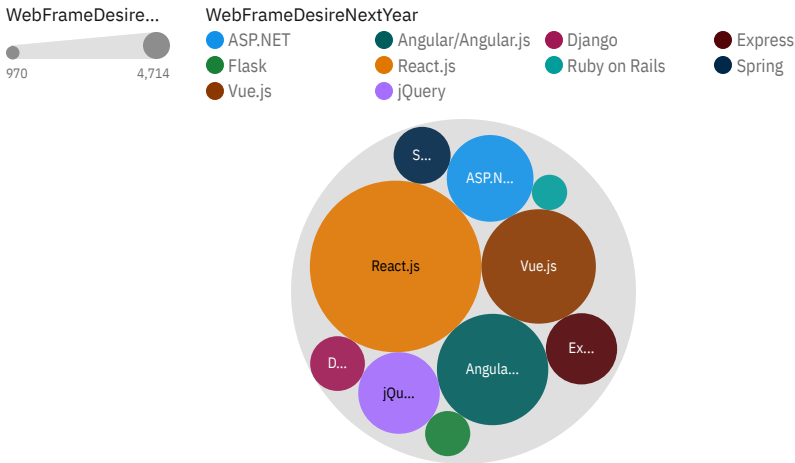 WebFrameDesire...
970 4,714
WebFrameDesireNextYear
ASP.NET Angular/Angular.js Django Express
Flask React.js Ruby on Rails Spring
Vue.js jQuery
S...
ASP.N...
React.js
Vue.js
Ex...
D...
Angula...
jQu...